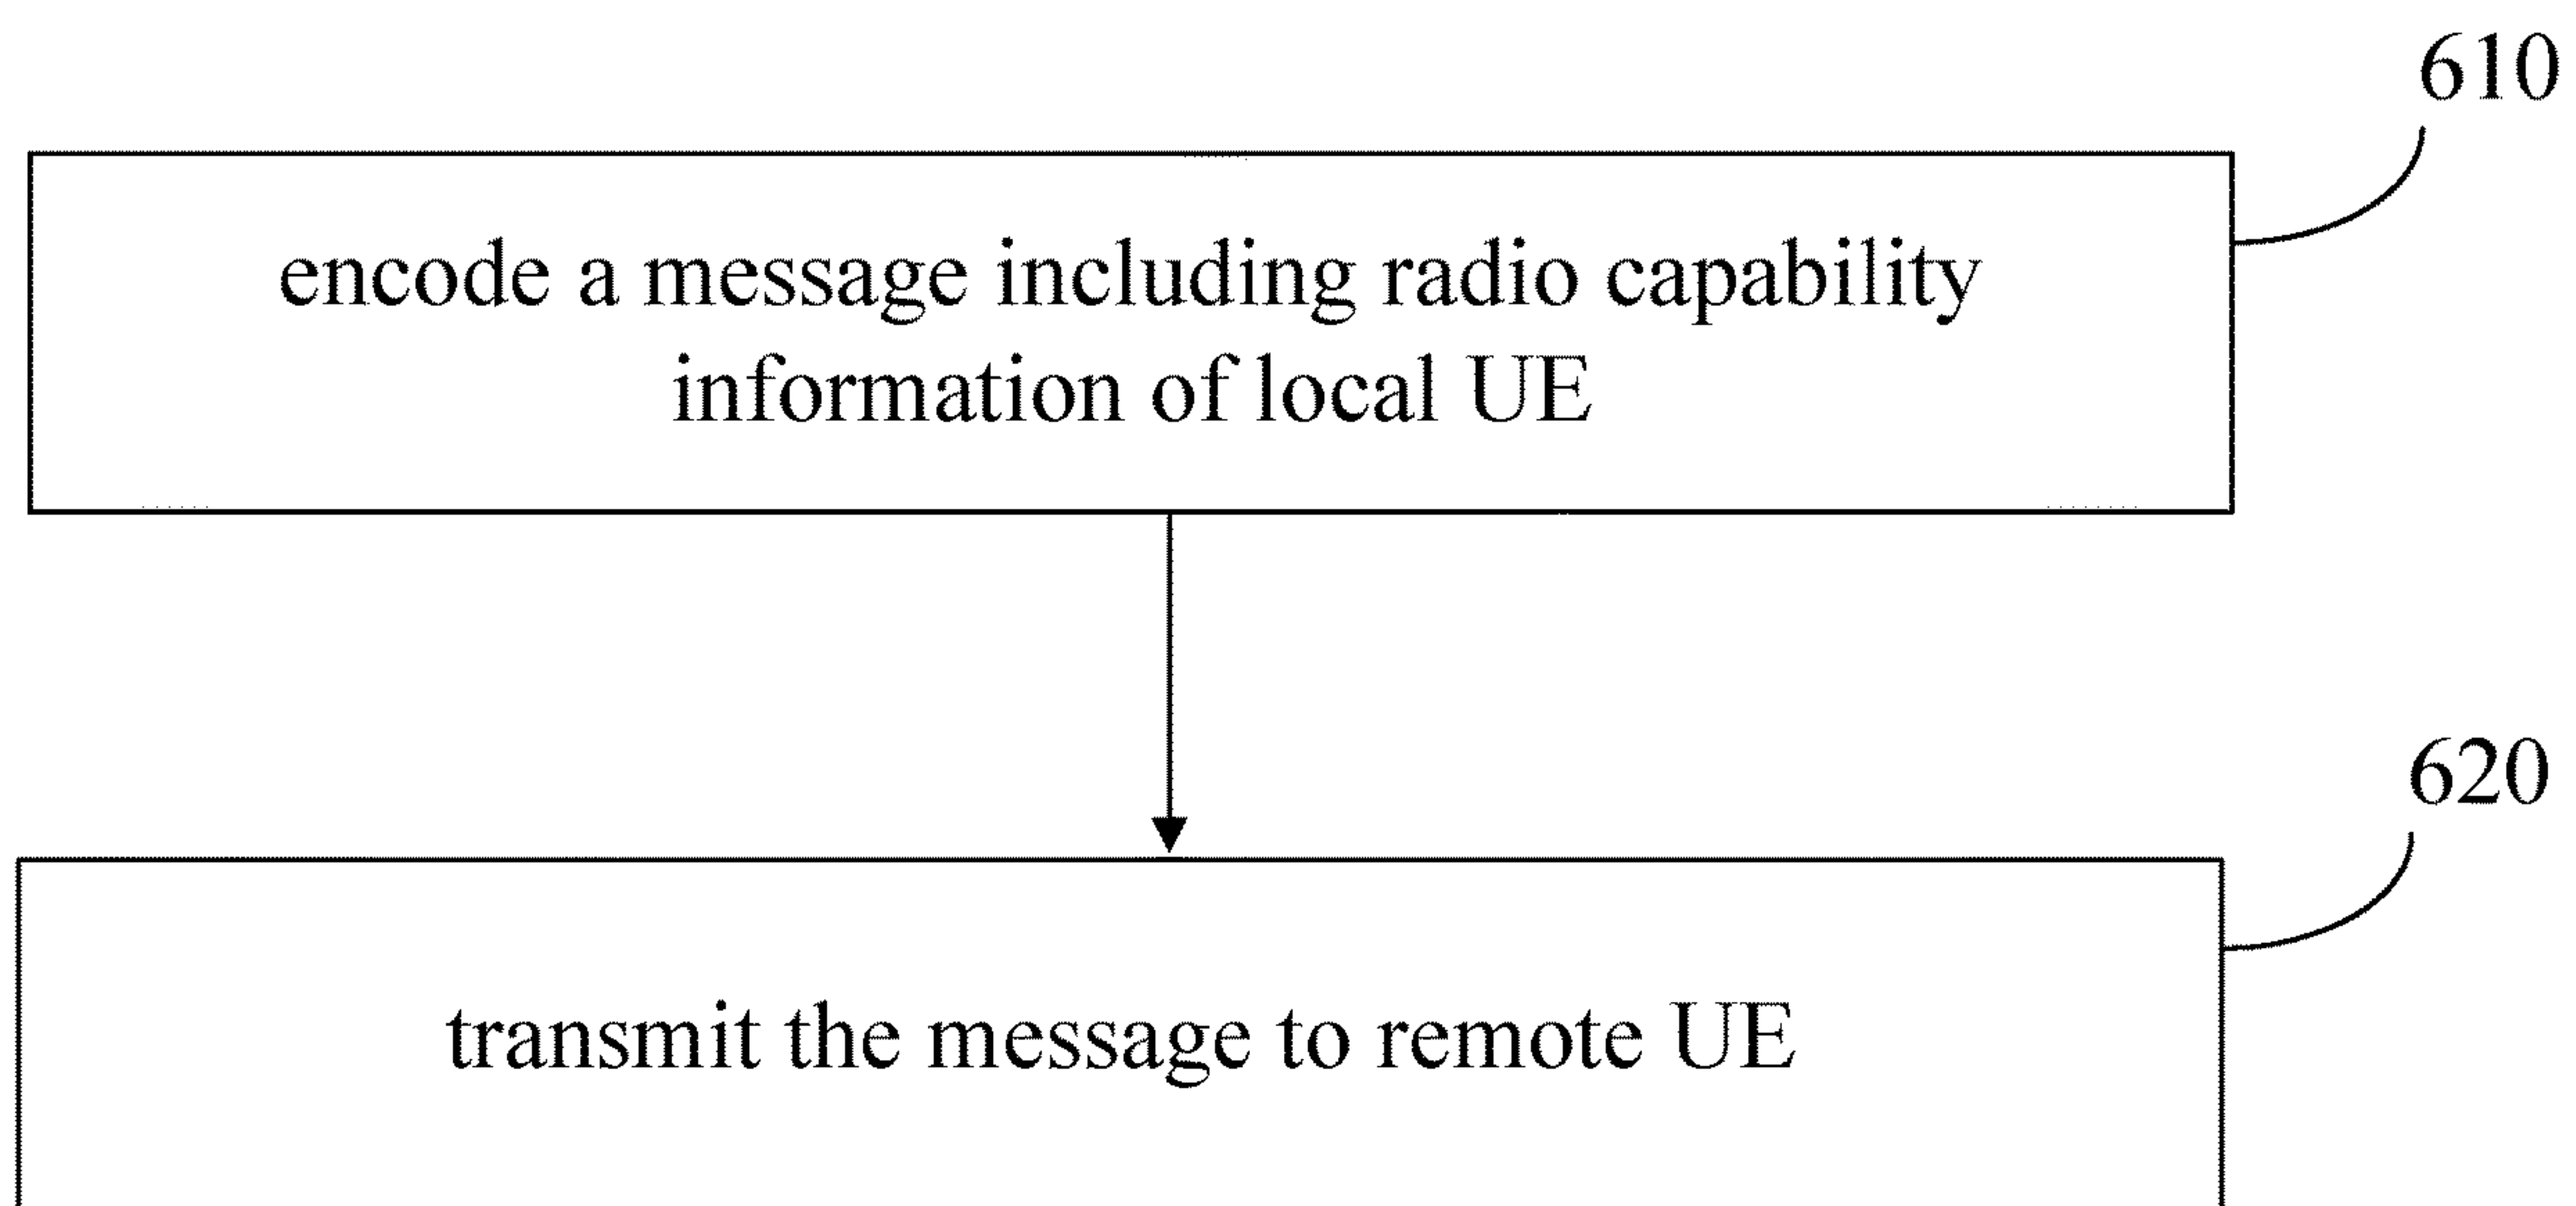 610
encode a message including radio capability
information of local UE
620
transmit the message to remote UE